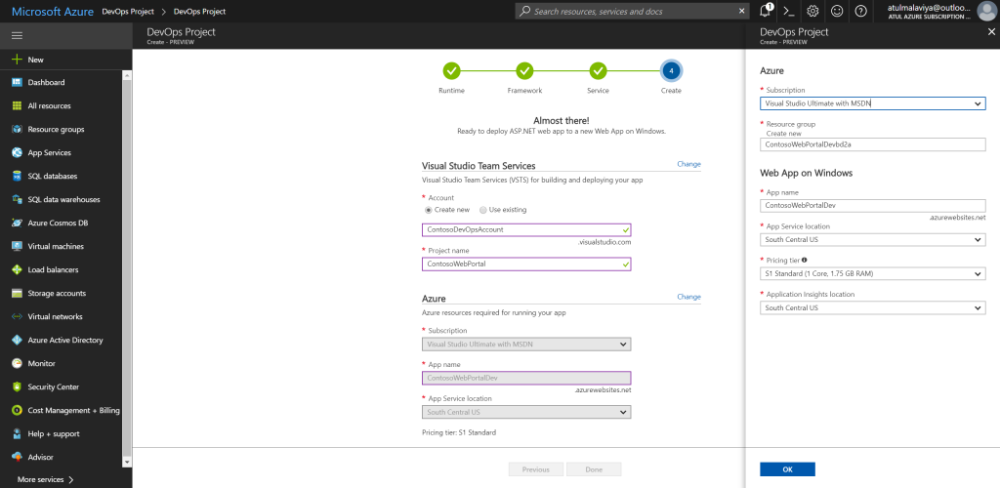 Microsoft Azure DevOps Project > DevOps Project
Search resources, services and docs
1
atulmalaviya@outloo...
ATUL AZURE SUBSCRIPTION ...
New
Dashboard
All resources
Resource groups
App Services
SQL databases
SQL data warehouses
Azure Cosmos DB
Virtual machines
Load balancers
Storage accounts
Virtual networks
Azure Active Directory
Monitor
Security Center
Cost Management + Billing
Help + support
Advisor
More services >
DevOps Project
Create - PREVIEW
4
Runtime Framework Service Create
Almost there!
Ready to deploy ASP.NET web app to a new Web App on Windows.
Visual Studio Team Services Change
Visual Studio Team Services (VSTS) for building and deploying your app
* Account
Create new Use existing
ContosoDevOpsAccount
.visualstudio.com
* Project name
ContosoWebPortal
Azure Change
Azure resources required for running your app
* Subscription
Visual Studio Ultimate with MSDN
* App name
ContosoWebPortalDev
.azurewebsites.net
* App Service location
South Central US
Pricing tier: S1 Standard
Previous Done
DevOps Project
Create - PREVIEW
Azure
* Subscription
Visual Studio Ultimate with MSDN
* Resource group
Create new
ContosoWebPortalDevbd2a
Web App on Windows
* App name
ContosoWebPortalDev
.azurewebsites.net
* App Service location
South Central US
* Pricing tier
S1 Standard (1 Core, 1.75 GB RAM)
* Application Insights location
South Central US
OK